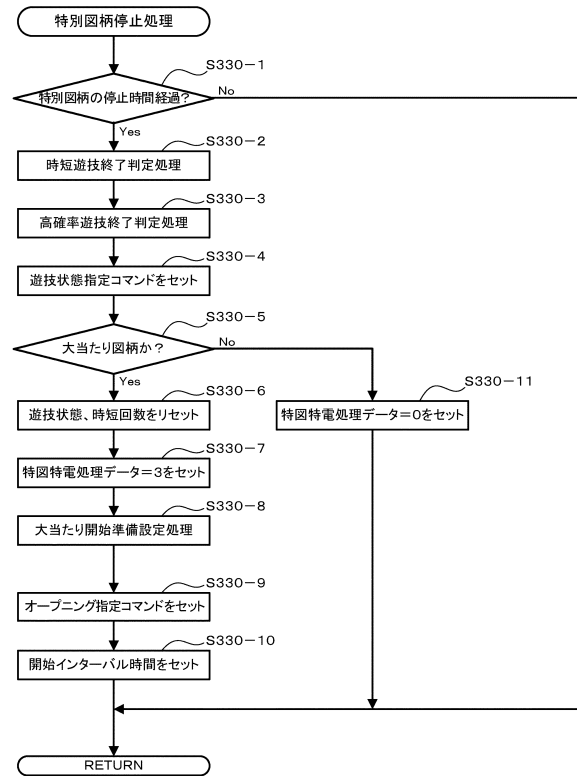 特別図柄停止処理
S330－1
特別図柄の停止時間経過？
No
Yes
S330－2
時短遊技終了判定処理
S330－3
高確率遊技終了判定処理
S330－4
遊技状態指定コマンドをセット
S330－5
大当たり図柄か？
No
Yes
S330－6
遊技状態、時短回数をリセット
S330－11
特図特電処理データ＝0をセット
S330－7
特図特電処理データ＝3をセット
S330－8
大当たり開始準備設定処理
S330－9
オープニング指定コマンドをセット
S330－10
開始インターバル時間をセット
RETURN